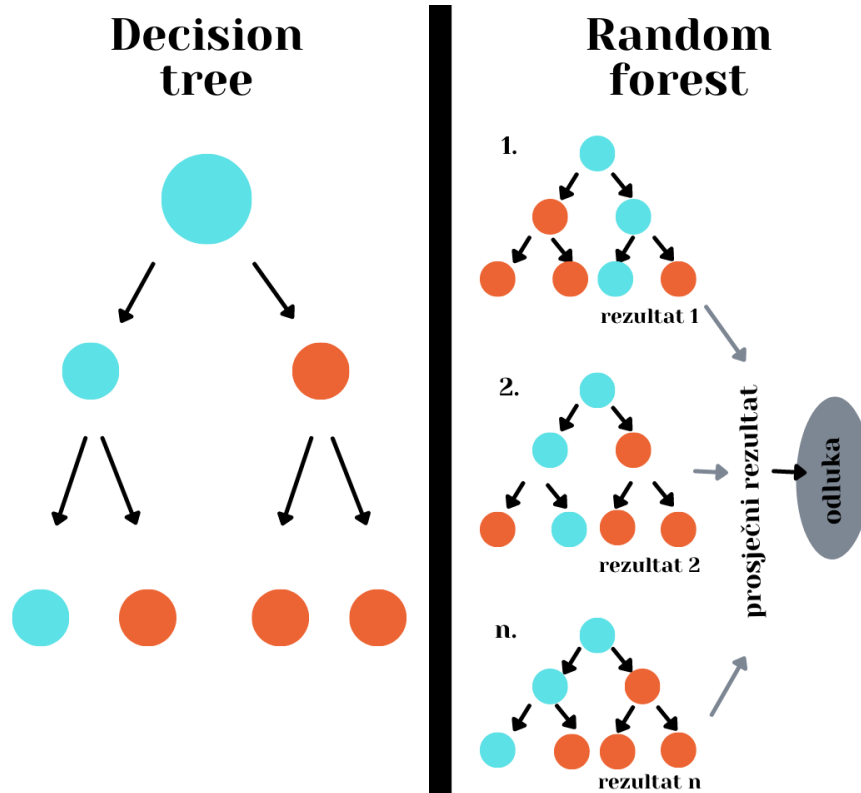 Decision
tree
Random
forest
1.
rezultat 1
2.
rezultat 2
n.
rezultat n
prosječni rezultat
odluka